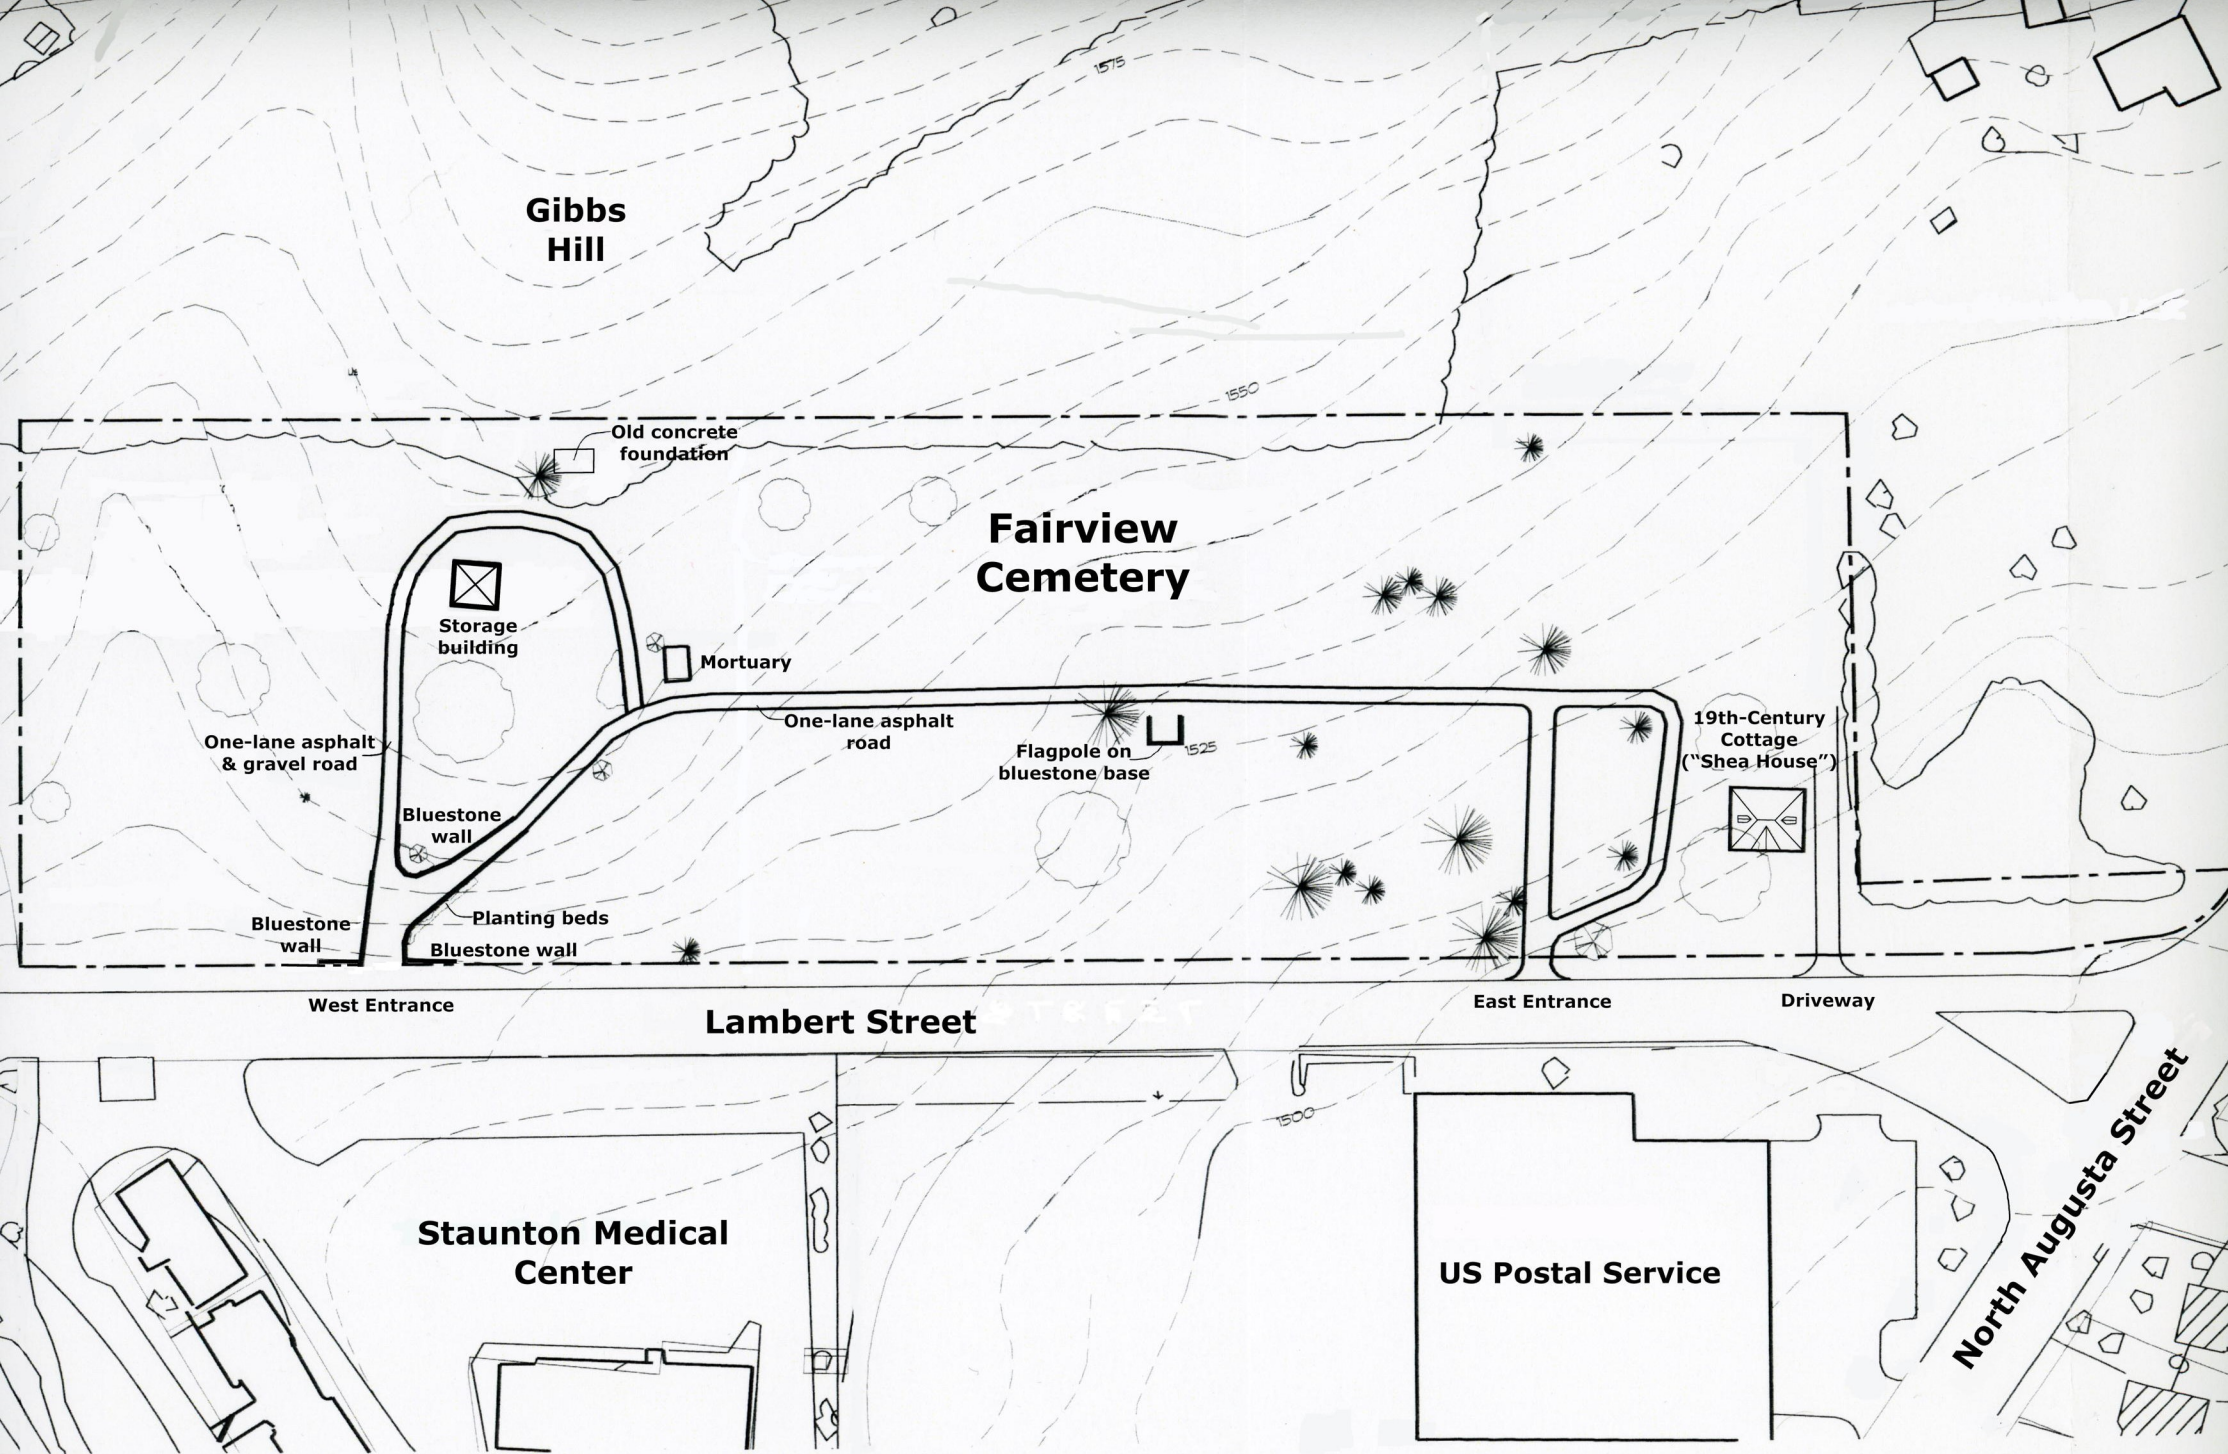 1575
Gibbs
Hill
1550
Old concrete
foundation
Fairview
Cemetery
Storage
building
Mortuary
One-lane asphalt
& gravel road
One-lane asphalt
road
Flagpole on
bluestone base
1525
19th-Century
Cottage
(“Shea House”)
Bluestone
wall
Bluestone
wall
Planting beds
Bluestone wall
West Entrance
East Entrance
Driveway
Lambert Street
1500
Staunton Medical
Center
US Postal Service
North Augusta Street